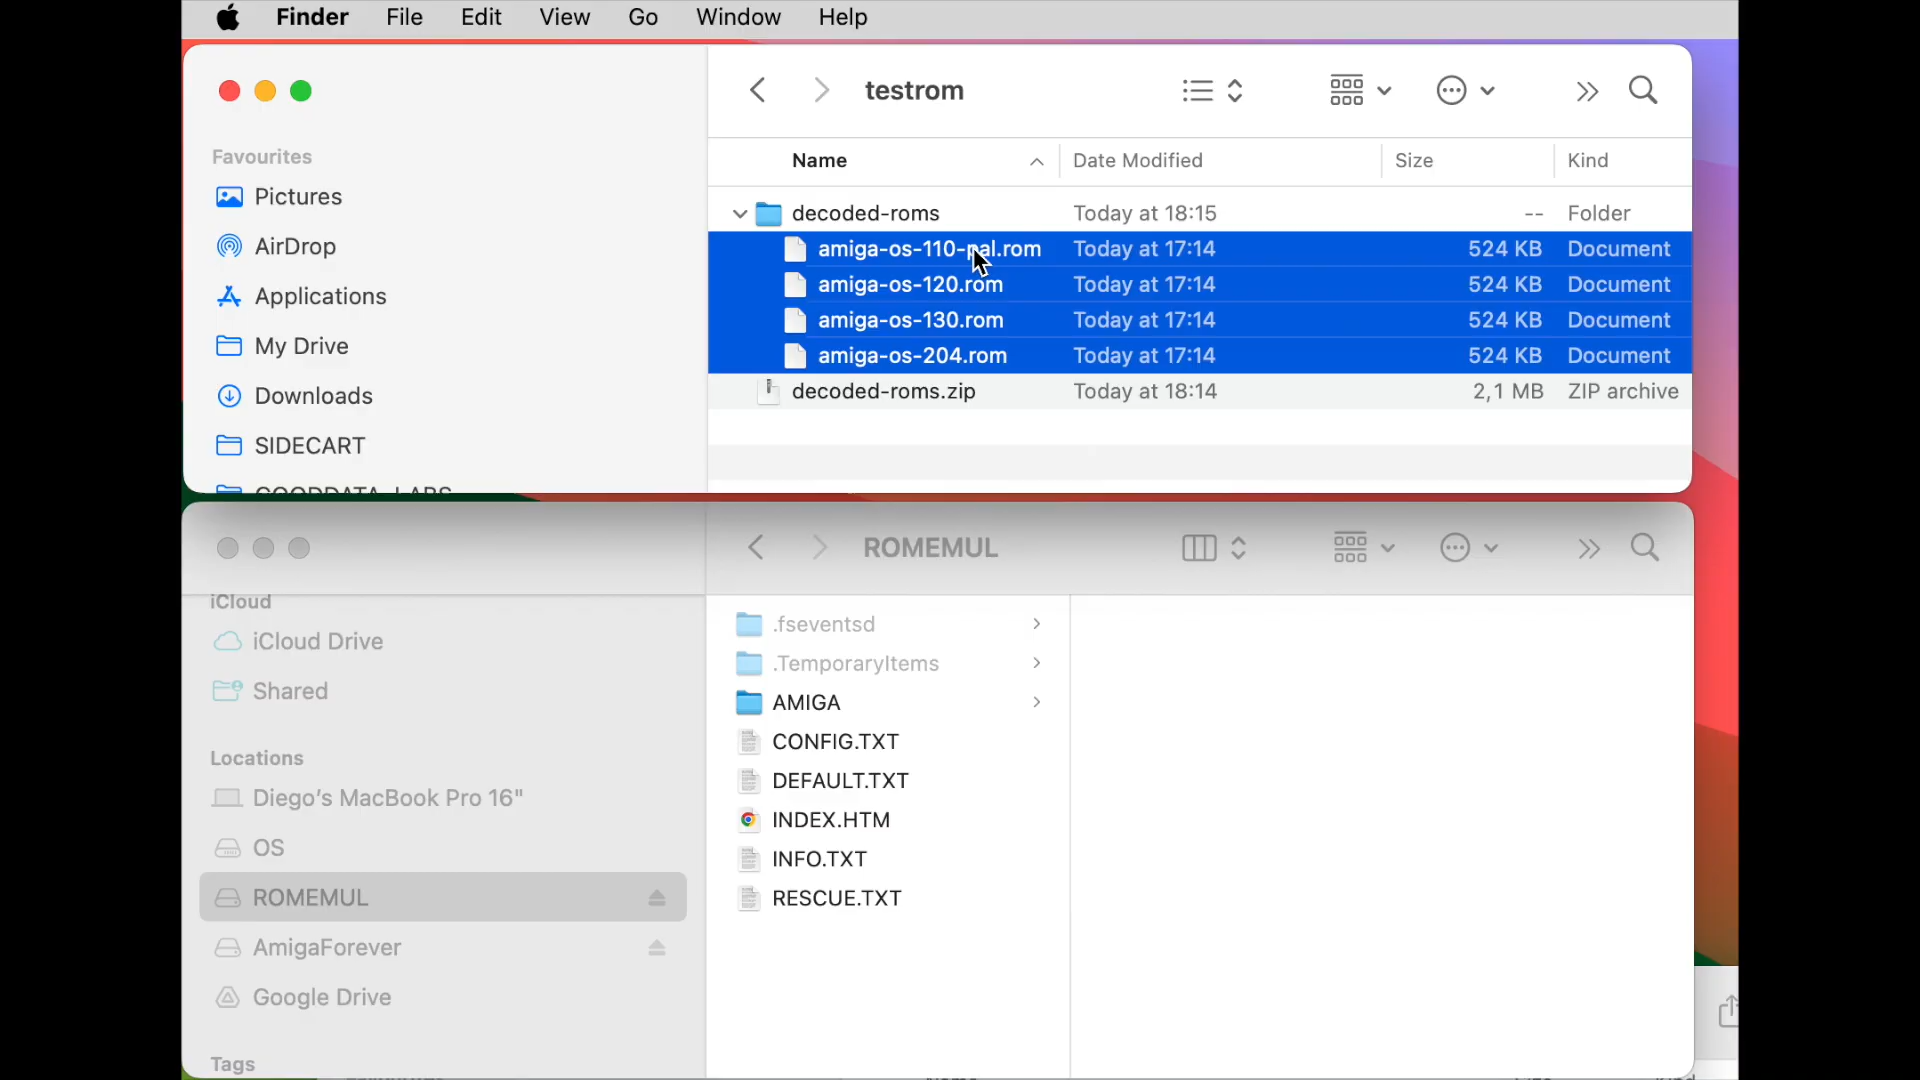 Finder File Edit View Go Window Help
testrom
Favourites
Pictures
AirDrop
Applications
My Drive
Downloads
SIDECART
Name Date Modified Size Kind
decoded-roms Today at 18:15 -- Folder
amiga-os-110-pal.rom Today at 17:14 524 KB Document
amiga-os-120.rom Today at 17:14 524 KB Document
amiga-os-130.rom Today at 17:14 524 KB Document
amiga-os-204.rom Today at 17:14 524 KB Document
decoded-roms.zip Today at 18:14 2,1 MB ZIP archive
ROMEMUL
iCloud
iCloud Drive
Shared
Locations
Diego’s MacBook Pro 16"
OS
ROMEMUL
AmigaForever
Google Drive
Tags
.fseventsd
.TemporaryItems
AMIGA
CONFIG.TXT
DEFAULT.TXT
INDEX.HTM
INFO.TXT
RESCUE.TXT